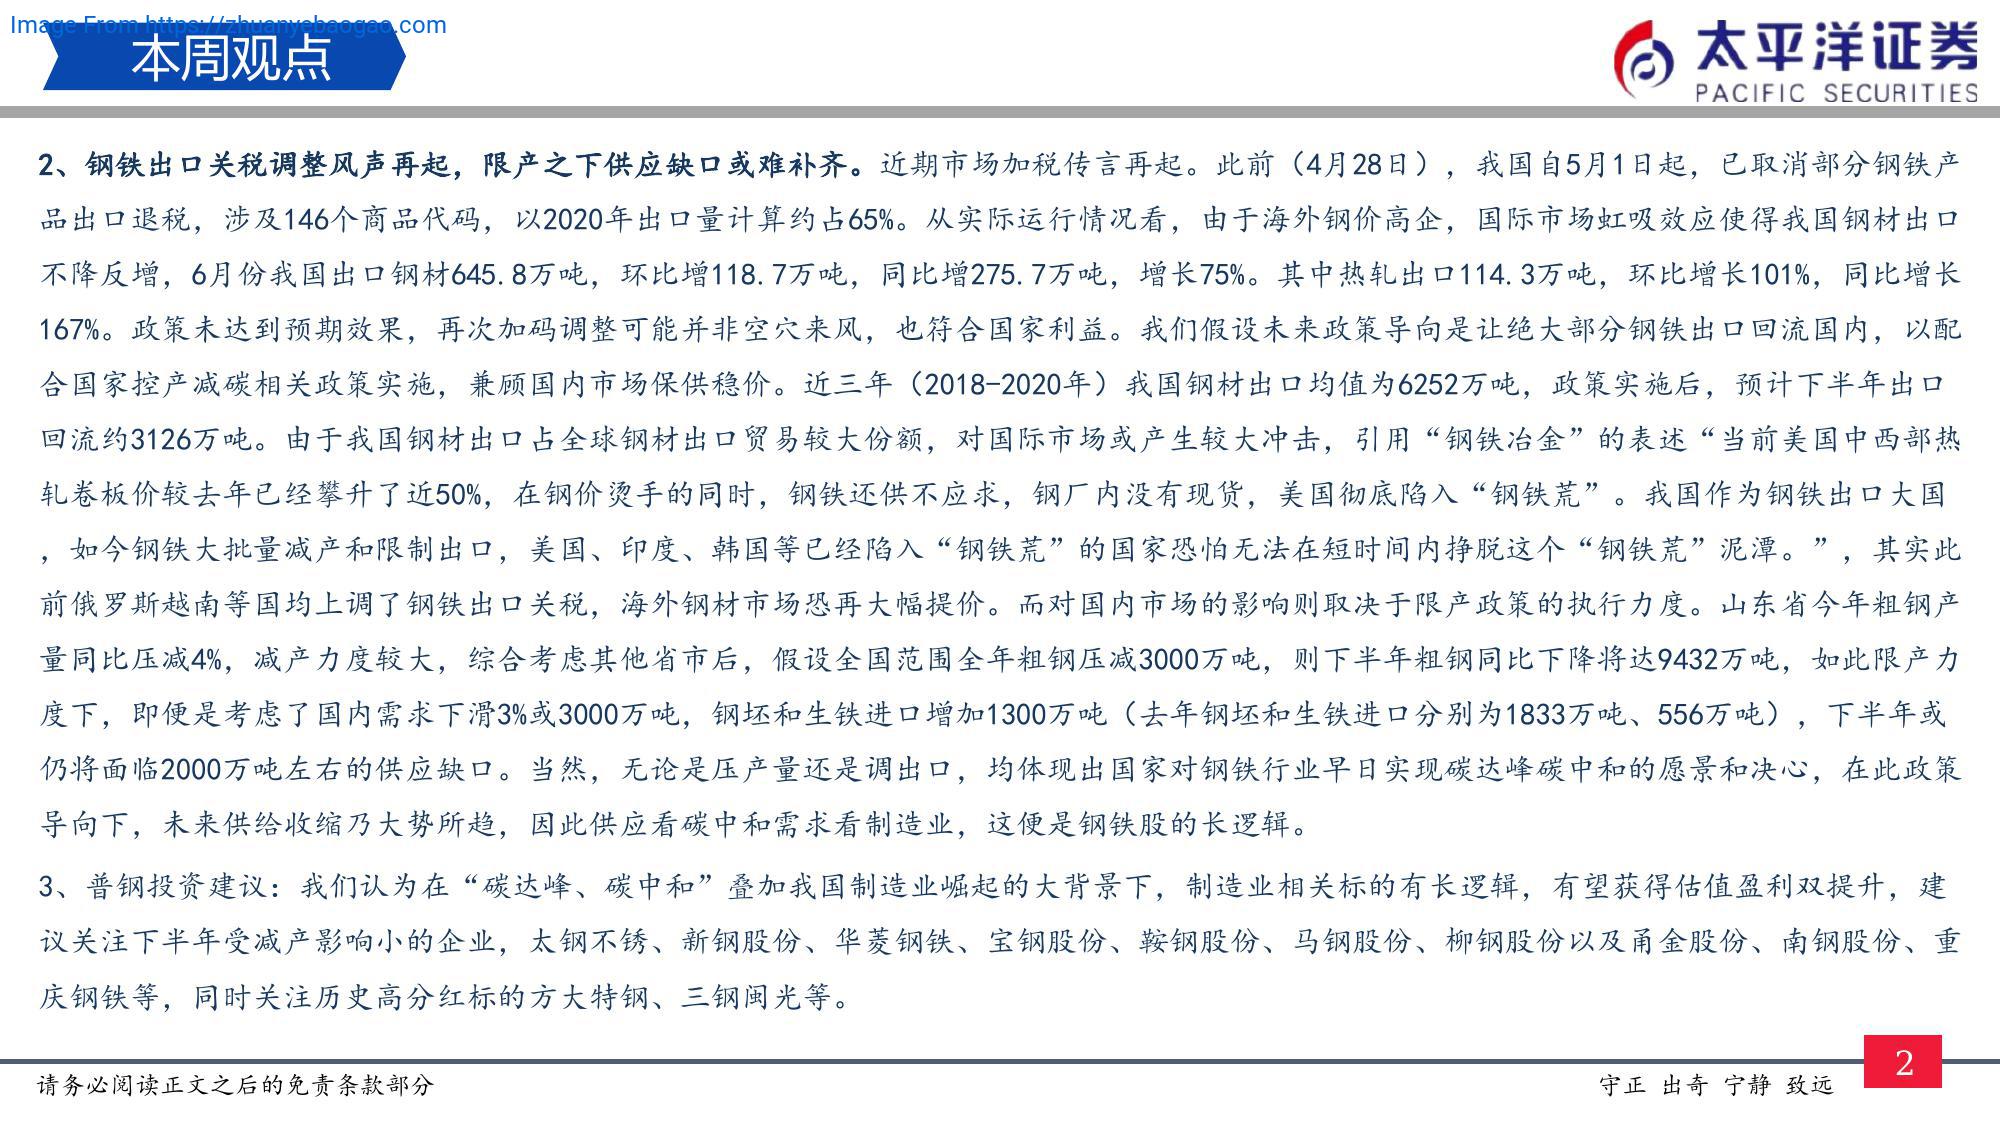 Image From https://zhuanyebaogao.com
本周观点
太平洋证券
PACIFIC SECURITIES
2、钢铁出口关税调整风声再起，限产之下供应缺口或难补齐。近期市场加税传言再起。此前（4月28日），我国自5月1日起，已取消部分钢铁产
品出口退税，涉及146个商品代码，以2020年出口量计算约占65%。从实际运行情况看，由于海外钢价高企，国际市场虹吸效应使得我国钢材出口
不降反增，6月份我国出口钢材645.8万吨，环比增118.7万吨，同比增275.7万吨，增长75%。其中热轧出口114.3万吨，环比增长101%，同比增长
167%。政策未达到预期效果，再次加码调整可能并非空穴来风，也符合国家利益。我们假设未来政策导向是让绝大部分钢铁出口回流国内，以配
合国家控产减碳相关政策实施，兼顾国内市场保供稳价。近三年（2018-2020年）我国钢材出口均值为6252万吨，政策实施后，预计下半年出口
回流约3126万吨。由于我国钢材出口占全球钢材出口贸易较大份额，对国际市场或产生较大冲击，引用“钢铁冶金”的表述“当前美国中西部热
轧卷板价较去年已经攀升了近50%，在钢价烫手的同时，钢铁还供不应求，钢厂内没有现货，美国彻底陷入“钢铁荒”。我国作为钢铁出口大国
，如今钢铁大批量减产和限制出口，美国、印度、韩国等已经陷入“钢铁荒”的国家恐怕无法在短时间内挣脱这个“钢铁荒”泥潭。”，其实此
前俄罗斯越南等国均上调了钢铁出口关税，海外钢材市场恐再大幅提价。而对国内市场的影响则取决于限产政策的执行力度。山东省今年粗钢产
量同比压减4%，减产力度较大，综合考虑其他省市后，假设全国范围全年粗钢压减3000万吨，则下半年粗钢同比下降将达9432万吨，如此限产力
度下，即便是考虑了国内需求下滑3%或3000万吨，钢坯和生铁进口增加1300万吨（去年钢坯和生铁进口分别为1833万吨、556万吨），下半年或
仍将面临2000万吨左右的供应缺口。当然，无论是压产量还是调出口，均体现出国家对钢铁行业早日实现碳达峰碳中和的愿景和决心，在此政策
导向下，未来供给收缩乃大势所趋，因此供应看碳中和需求看制造业，这便是钢铁股的长逻辑。
3、普钢投资建议：我们认为在“碳达峰、碳中和”叠加我国制造业崛起的大背景下，制造业相关标的有长逻辑，有望获得估值盈利双提升，建
议关注下半年受减产影响小的企业，太钢不锈、新钢股份、华菱钢铁、宝钢股份、鞍钢股份、马钢股份、柳钢股份以及甬金股份、南钢股份、重
庆钢铁等，同时关注历史高分红标的方大特钢、三钢闽光等。
请务必阅读正文之后的免责条款部分
守正 出奇 宁静 致远
2